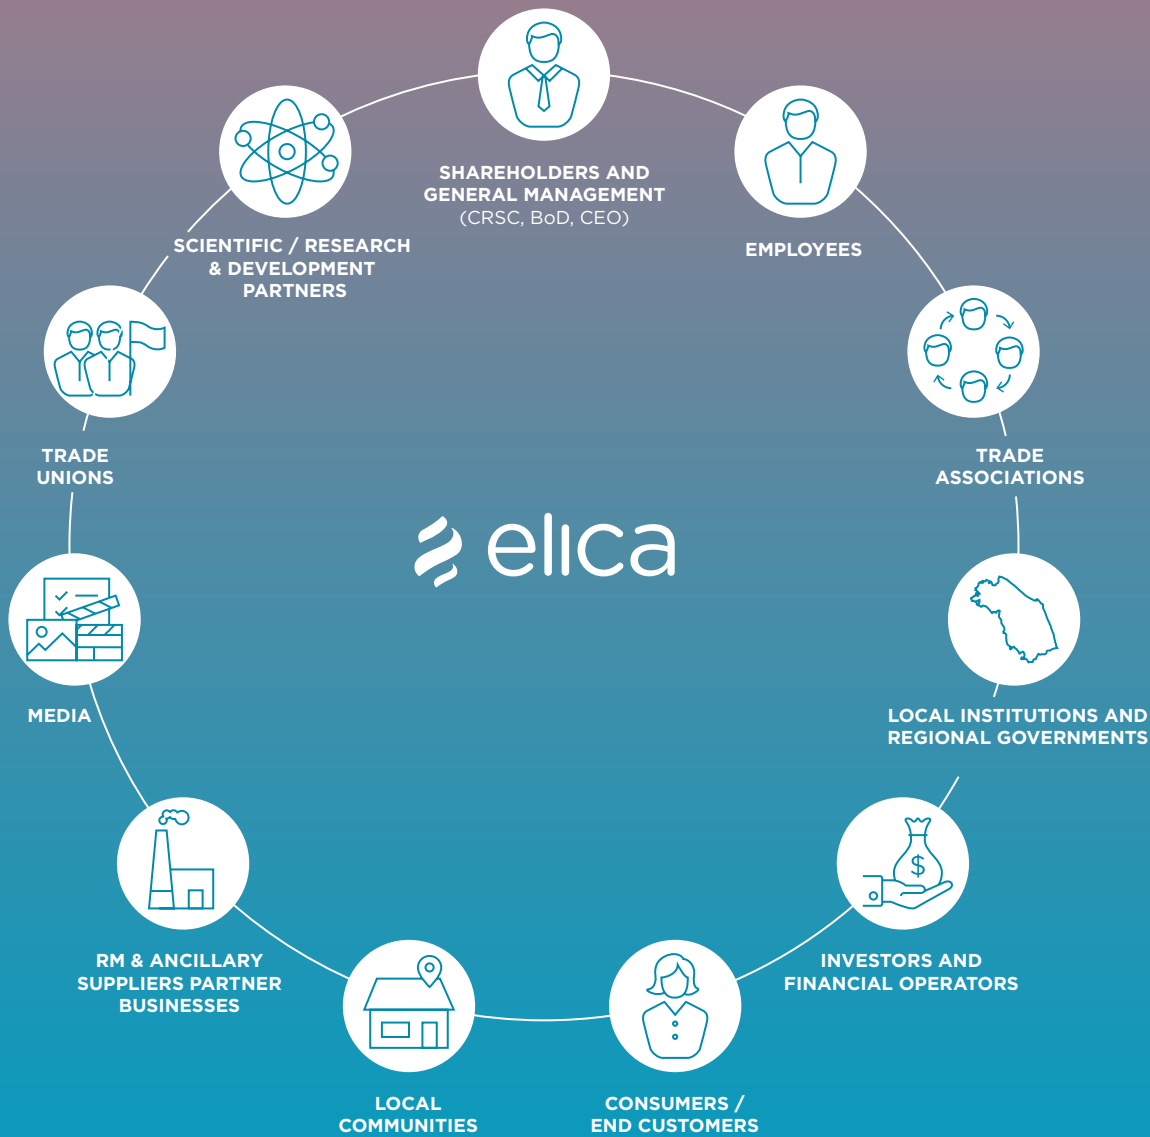 SHAREHOLDERS AND
GENERAL MANAGEMENT
(CRSC, BoD, CEO)
EMPLOYEES
SCIENTIFIC / RESEARCH
& DEVELOPMENT
PARTNERS
TRADE
UNIONS
TRADE
ASSOCIATIONS
elica
MEDIA
LOCAL INSTITUTIONS AND
REGIONAL GOVERNMENTS
$
RM & ANCILLARY
SUPPLIERS PARTNER
BUSINESSES
INVESTORS AND
FINANCIAL OPERATORS
LOCAL
COMMUNITIES
CONSUMERS /
END CUSTOMERS